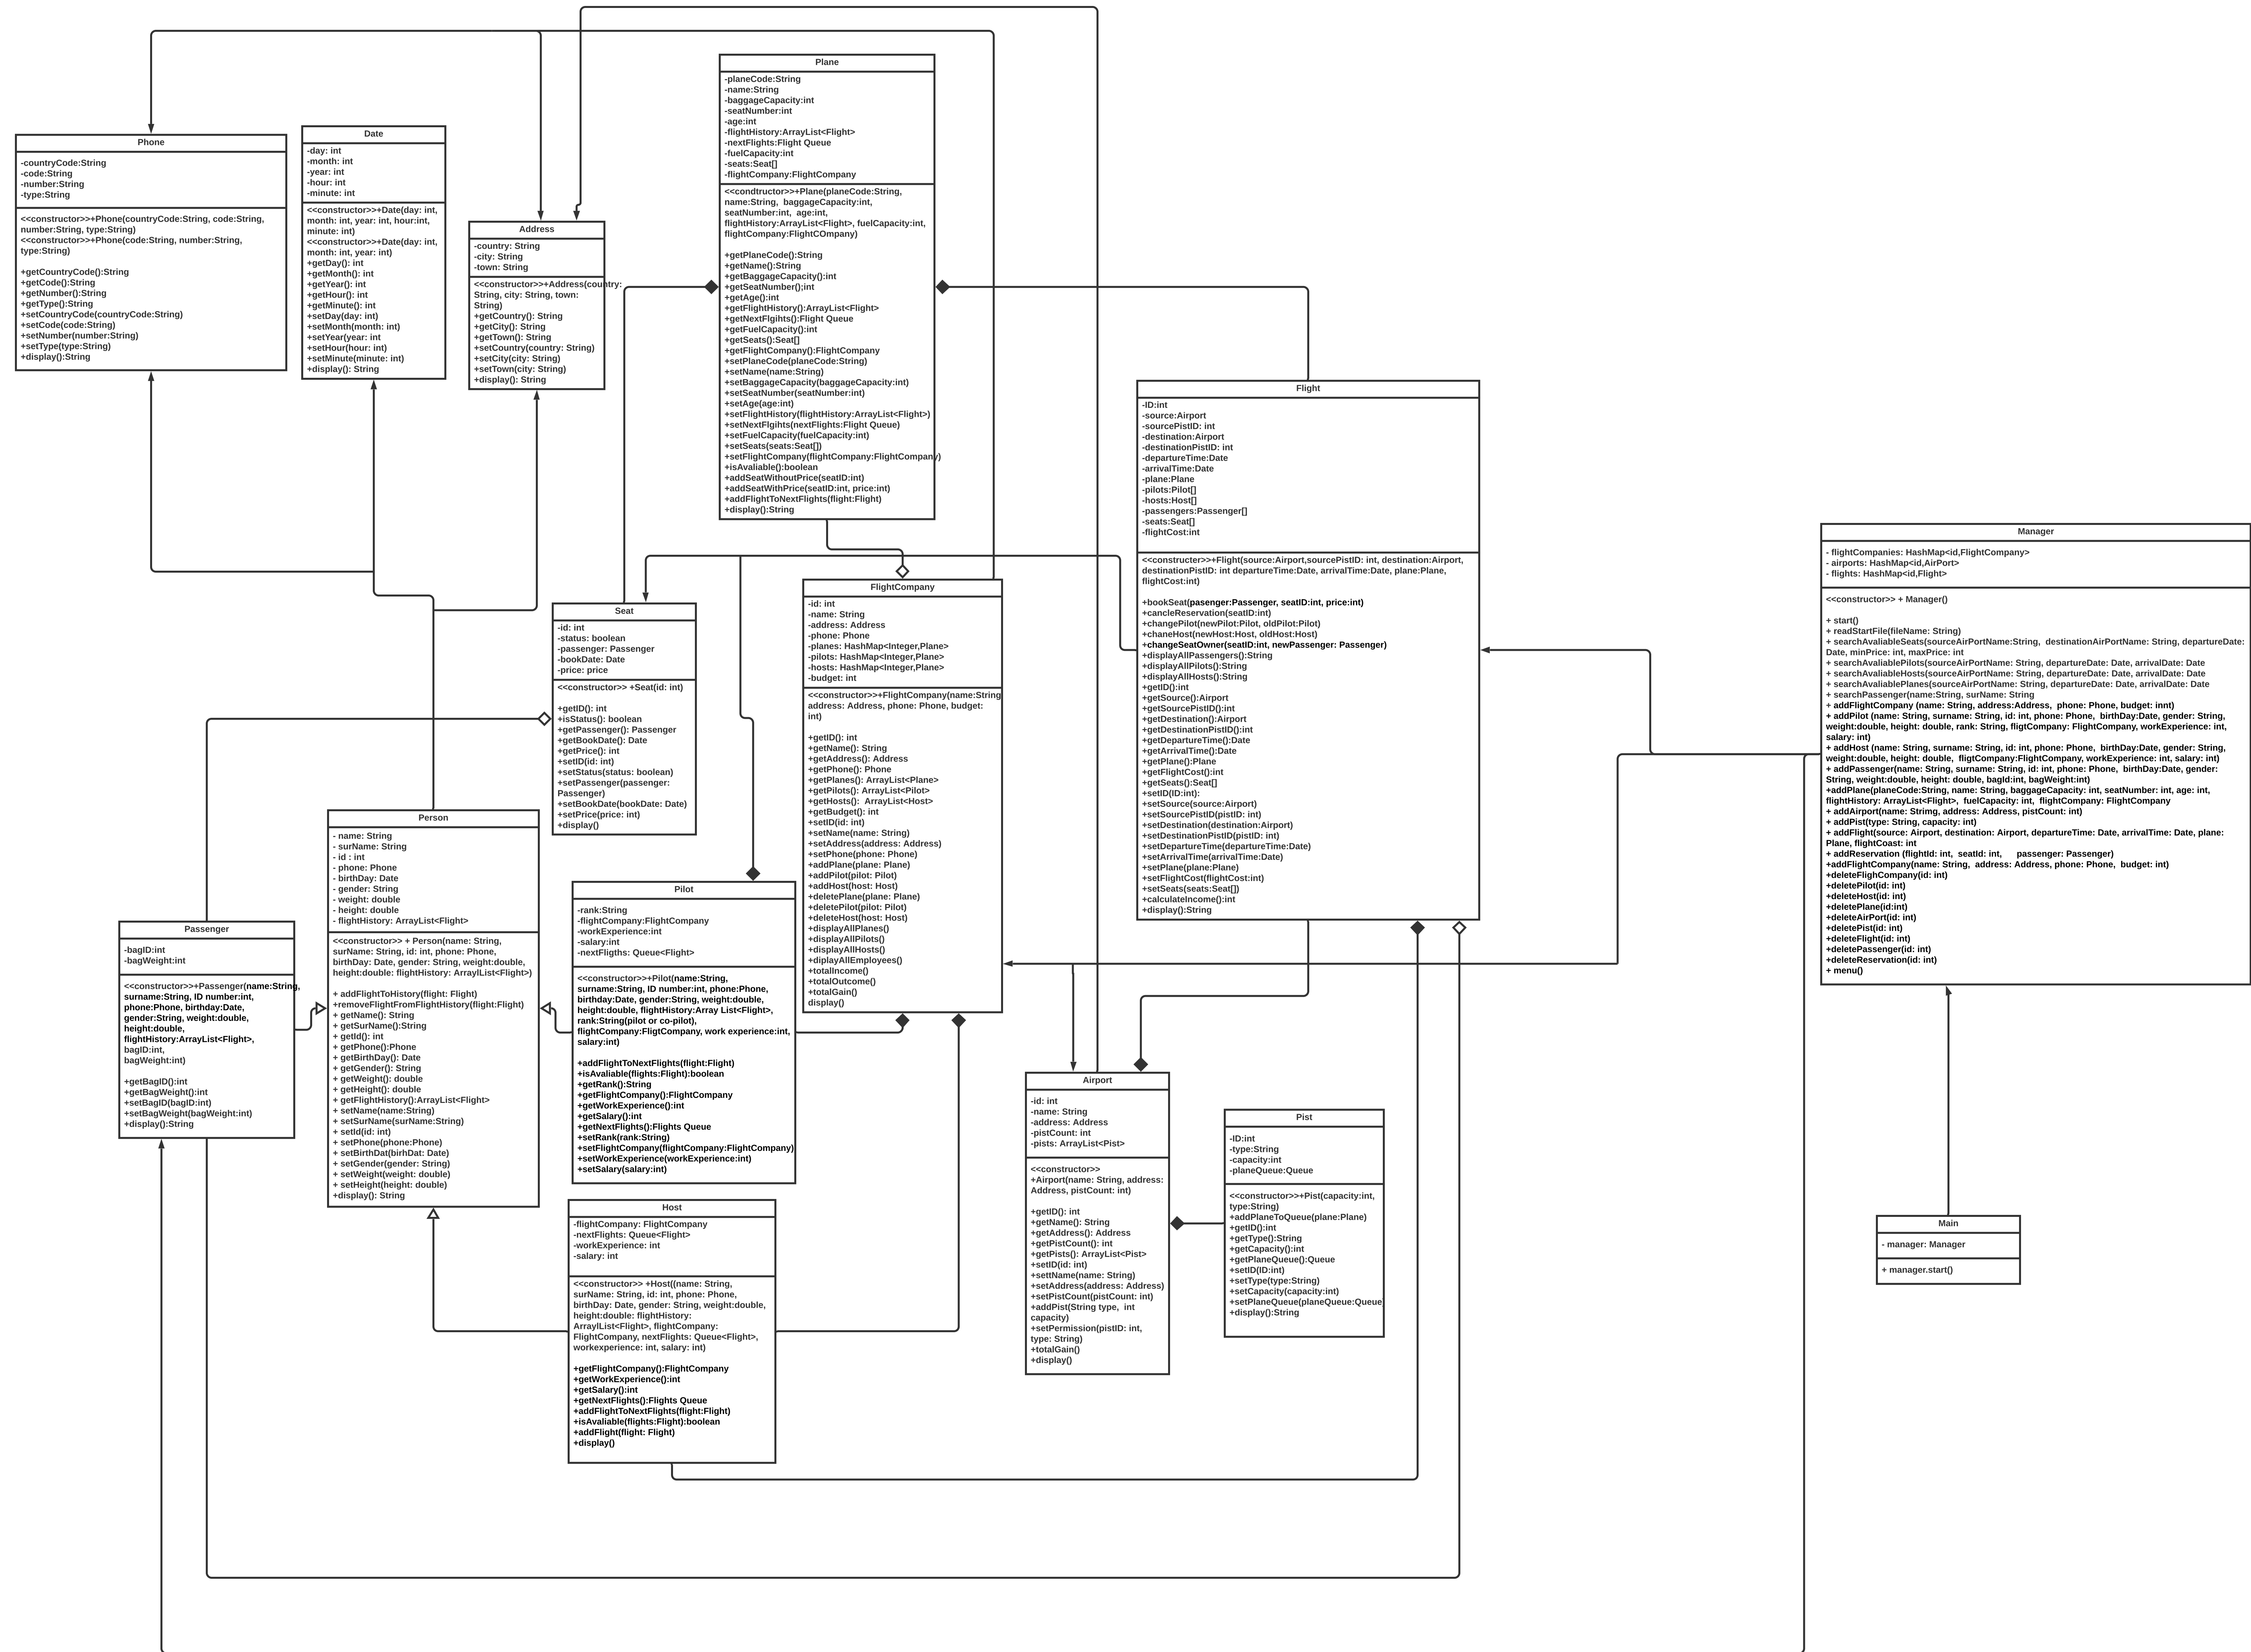 Plane
-planeCode:String
-name:String
-baggageCapacity:int
-seatNumber:int
-age:int
-flightHistory:ArrayList<Flight>
-nextFlights:Flight Queue
-fuelCapacity:int
-seats:Seat[]
-flightCompany:FlightCompany
<<condtructor>>+Plane(planeCode:String,
name:String,  baggageCapacity:int,
seatNumber:int,  age:int,
flightHistory:ArrayList<Flight>, fuelCapacity:int,
flightCompany:FlightCOmpany)
+getPlaneCode():String
+getName():String
+getBaggageCapacity():int
+getSeatNumber();int
+getAge():int
+getFlightHistory():ArrayList<Flight>
+getNextFlgihts():Flight Queue
+getFuelCapacity():int
+getSeats():Seat[]
+getFlightCompany():FlightCompany
+setPlaneCode(planeCode:String)
+setName(name:String)
+setBaggageCapacity(baggageCapacity:int)
+setSeatNumber(seatNumber:int)
+setAge(age:int)
+setFlightHistory(flightHistory:ArrayList<Flight>)
+setNextFlgihts(nextFlights:Flight Queue)
+setFuelCapacity(fuelCapacity:int)
+setSeats(seats:Seat[])
+setFlightCompany(flightCompany:FlightCompany)
+isAvaliable():boolean
+addSeatWithoutPrice(seatID:int)
+addSeatWithPrice(seatID:int, price:int)
+addFlightToNextFlights(flight:Flight)
+display():String
Phone
-countryCode:String
-code:String
-number:String
-type:String
<<constructor>>+Phone(countryCode:String, code:String,
number:String, type:String)
<<constructor>>+Phone(code:String, number:String,
type:String)
+getCountryCode():String
+getCode():String
+getNumber():String
+getType():String
+setCountryCode(countryCode:String)
+setCode(code:String)
+setNumber(number:String)
+setType(type:String)
+display():String
Date
-day: int
-month: int
-year: int
-hour: int
-minute: int
<<constructor>>+Date(day: int,
month: int, year: int, hour:int,
minute: int)
<<constructor>>+Date(day: int,
month: int, year: int)
+getDay(): int
+getMonth(): int
+getYear(): int
+getHour(): int
+getMinute(): int
+setDay(day: int)
+setMonth(month: int)
+setYear(year: int
+setHour(hour: int)
+setMinute(minute: int)
+display(): String
Address
-country: String
-city: String
-town: String
<<constructor>>+Address(country:
String, city: String, town:
String)
+getCountry(): String
+getCity(): String
+getTown(): String
+setCountry(country: String)
+setCity(city: String)
+setTown(city: String)
+display(): String
Flight
-ID:int
-source:Airport
-sourcePistID: int
-destination:Airport
-destinationPistID: int
-departureTime:Date
-arrivalTime:Date
-plane:Plane
-pilots:Pilot[]
-hosts:Host[]
-passengers:Passenger[]
-seats:Seat[]
-flightCost:int
<<constructer>>+Flight(source:Airport,sourcePistID: int, destination:Airport,
destinationPistID: int departureTime:Date, arrivalTime:Date, plane:Plane,
flightCost:int)
+bookSeat(pasenger:Passenger, seatID:int, price:int)
+cancleReservation(seatID:int)
+changePilot(newPilot:Pilot, oldPilot:Pilot)
+chaneHost(newHost:Host, oldHost:Host)
+changeSeatOwner(seatID:int, newPassenger: Passenger)
+displayAllPassengers():String
+displayAllPilots():String
+displayAllHosts():String
+getID():int
+getSource():Airport
+getSourcePistID():int
+getDestination():Airport
+getDestinationPistID():int
+getDepartureTime():Date
+getArrivalTime():Date
+getPlane():Plane
+getFlightCost():int
+getSeats():Seat[]
+setID(ID:int):
+setSource(source:Airport)
+setSourcePistID(pistID: int)
+setDestination(destination:Airport)
+setDestinationPistID(pistID: int)
+setDepartureTime(departureTime:Date)
+setArrivalTime(arrivalTime:Date)
+setPlane(plane:Plane)
+setFlightCost(flightCost:int)
+setSeats(seats:Seat[])
+calculateIncome():int
+display():String
Manager
- flightCompanies: HashMap<id,FlightCompany>
- airports: HashMap<id,AirPort>
- flights: HashMap<id,Flight>
<<constructor>> + Manager()
+ start()
+ readStartFile(fileName: String)
+ searchAvaliableSeats(sourceAirPortName:String,  destinationAirPortName: String, departureDate:
Date, minPrice: int, maxPrice: int
+ searchAvaliablePilots(sourceAirPortName: String, departureDate: Date, arrivalDate: Date
+ searchAvaliableHosts(sourceAirPortName: String, departureDate: Date, arrivalDate: Date
+ searchAvaliablePlanes(sourceAirPortName: String, departureDate: Date, arrivalDate: Date
+ searchPassenger(name:String, surName: String
+ addFlightCompany (name: String, address:Address,  phone: Phone, budget: innt)
+ addPilot (name: String, surname: String, id: int, phone: Phone,  birthDay:Date, gender: String,
weight:double, height: double, rank: String, fligtCompany: FlightCompany, workExperience: int,
salary: int)
+ addHost (name: String, surname: String, id: int, phone: Phone,  birthDay:Date, gender: String,
weight:double, height: double,  fligtCompany:FlightCompany, workExperience: int, salary: int)
+ addPassenger(name: String, surname: String, id: int, phone: Phone,  birthDay:Date, gender:
String, weight:double, height: double, bagId:int, bagWeight:int)
+addPlane(planeCode:String, name: String, baggageCapacity: int, seatNumber: int, age: int,
flightHistory: ArrayList<Flight>,  fuelCapacity: int,  flightCompany: FlightCompany
+ addAirport(name: String, address: Address, pistCount: int)
+ addPist(type: String, capacity: int)
+ addFlight(source: Airport, destination: Airport, departureTime: Date, arrivalTime: Date, plane:
Plane, flightCoast: int
+ addReservation (flightId: int,  seatId: int,      passenger: Passenger)
+addFlightCompany(name: String,  address: Address, phone: Phone,  budget: int)
+deleteFlighCompany(id: int)
+deletePilot(id: int)
+deleteHost(id: int)
+deletePlane(id:int)
+deleteAirPort(id: int)
+deletePist(id: int)
+deleteFlight(id: int)
+deletePassenger(id: int)
+deleteReservation(id: int)
+ menu()
Seat
-id: int
-status: boolean
-passenger: Passenger
-bookDate: Date
-price: price
<<constructor>> +Seat(id: int)
+getID(): int
+isStatus(): boolean
+getPassenger(): Passenger
+getBookDate(): Date
+getPrice(): int
+setID(id: int)
+setStatus(status: boolean)
+setPassenger(passenger:
Passenger)
+setBookDate(bookDate: Date)
+setPrice(price: int)
+display()
FlightCompany
-id: int
-name: String
-address: Address
-phone: Phone
-planes: HashMap<Integer,Plane>
-pilots: HashMap<Integer,Plane>
-hosts: HashMap<Integer,Plane>
-budget: int
<<constructor>>+FlightCompany(name:String
address: Address, phone: Phone, budget:
int)
+getID(): int
+getName(): String
+getAddress(): Address
+getPhone(): Phone
+getPlanes(): ArrayList<Plane>
+getPilots(): ArrayList<Pilot>
+getHosts():  ArrayList<Host>
+getBudget(): int
+setID(id: int)
+setName(name: String)
+setAddress(address: Address)
+setPhone(phone: Phone)
+addPlane(plane: Plane)
+addPilot(pilot: Pilot)
+addHost(host: Host)
+deletePlane(plane: Plane)
+deletePilot(pilot: Pilot)
+deleteHost(host: Host)
+displayAllPlanes()
+displayAllPilots()
+displayAllHosts()
+diplayAllEmployees()
+totalIncome()
+totalOutcome()
+totalGain()
display()
Person
- name: String
- surName: String
- id : int
- phone: Phone
- birthDay: Date
- gender: String
- weight: double
- height: double
- flightHistory: ArrayList<Flight>
<<constructor>> + Person(name: String,
surName: String, id: int, phone: Phone,
birthDay: Date, gender: String, weight:double,
height:double: flightHistory: ArraylList<Flight>)
+ addFlightToHistory(flight: Flight)
+removeFlightFromFlightHistory(flight:Flight)
+ getName(): String
+ getSurName():String
+ getId(): int
+ getPhone():Phone
+ getBirthDay(): Date
+ getGender(): String
+ getWeight(): double
+ getHeight(): double
+ getFlightHistory():ArrayList<Flight>
+ setName(name:String)
+ setSurName(surName:String)
+ setId(id: int)
+ setPhone(phone:Phone)
+ setBirthDat(birhDat: Date)
+ setGender(gender: String)
+ setWeight(weight: double)
+ setHeight(height: double)
+display(): String
Pilot
-rank:String
-flightCompany:FlightCompany
-workExperience:int
-salary:int
-nextFligths: Queue<Flight>
<<constructor>>+Pilot(name:String,
surname:String, ID number:int, phone:Phone,
birthday:Date, gender:String, weight:double,
height:double, flightHistory:Array List<Flight>,
rank:String(pilot or co-pilot),
flightCompany:FligtCompany, work experience:int,
salary:int)
+addFlightToNextFlights(flight:Flight)
+isAvaliable(flights:Flight):boolean
+getRank():String
+getFlightCompany():FlightCompany
+getWorkExperience():int
+getSalary():int
+getNextFlights():Flights Queue
+setRank(rank:String)
+setFlightCompany(flightCompany:FlightCompany)
+setWorkExperience(workExperience:int)
+setSalary(salary:int)
Passenger
-bagID:int
-bagWeight:int
<<constructor>>+Passenger(name:String,
surname:String, ID number:int,
phone:Phone, birthday:Date,
gender:String, weight:double,
height:double,
flightHistory:ArrayList<Flight>,
bagID:int,
bagWeight:int)
+getBagID():int
+getBagWeight():int
+setBagID(bagID:int)
+setBagWeight(bagWeight:int)
+display():String
Airport
-id: int
-name: String
-address: Address
-pistCount: int
-pists: ArrayList<Pist>
<<constructor>>
+Airport(name: String, address:
Address, pistCount: int)
+getID(): int
+getName(): String
+getAddress(): Address
+getPistCount(): int
+getPists(): ArrayList<Pist>
+setID(id: int)
+settName(name: String)
+setAddress(address: Address)
+setPistCount(pistCount: int)
+addPist(String type,  int
capacity)
+setPermission(pistID: int,
type: String)
+totalGain()
+display()
Pist
-ID:int
-type:String
-capacity:int
-planeQueue:Queue
<<constructor>>+Pist(capacity:int,
type:String)
+addPlaneToQueue(plane:Plane)
+getID():int
+getType():String
+getCapacity():int
+getPlaneQueue():Queue
+setID(ID:int)
+setType(type:String)
+setCapacity(capacity:int)
+setPlaneQueue(planeQueue:Queue
+display():String
Host
-flightCompany: FlightCompany
-nextFlights: Queue<Flight>
-workExperience: int
-salary: int
<<constructor>> +Host((name: String,
surName: String, id: int, phone: Phone,
birthDay: Date, gender: String, weight:double,
height:double: flightHistory:
ArraylList<Flight>, flightCompany:
FlightCompany, nextFlights: Queue<Flight>,
workexperience: int, salary: int)
+getFlightCompany():FlightCompany
+getWorkExperience():int
+getSalary():int
+getNextFlights():Flights Queue
+addFlightToNextFlights(flight:Flight)
+isAvaliable(flights:Flight):boolean
+addFlight(flight: Flight)
+display()
Main
- manager: Manager
+ manager.start()